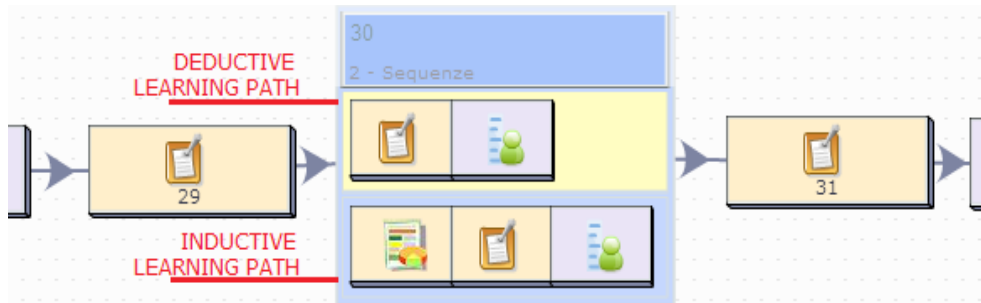 30
2 - Sequenze
DEDUCTIVE
LEARNING PATH
29
31
INDUCTIVE
LEARNING PATH